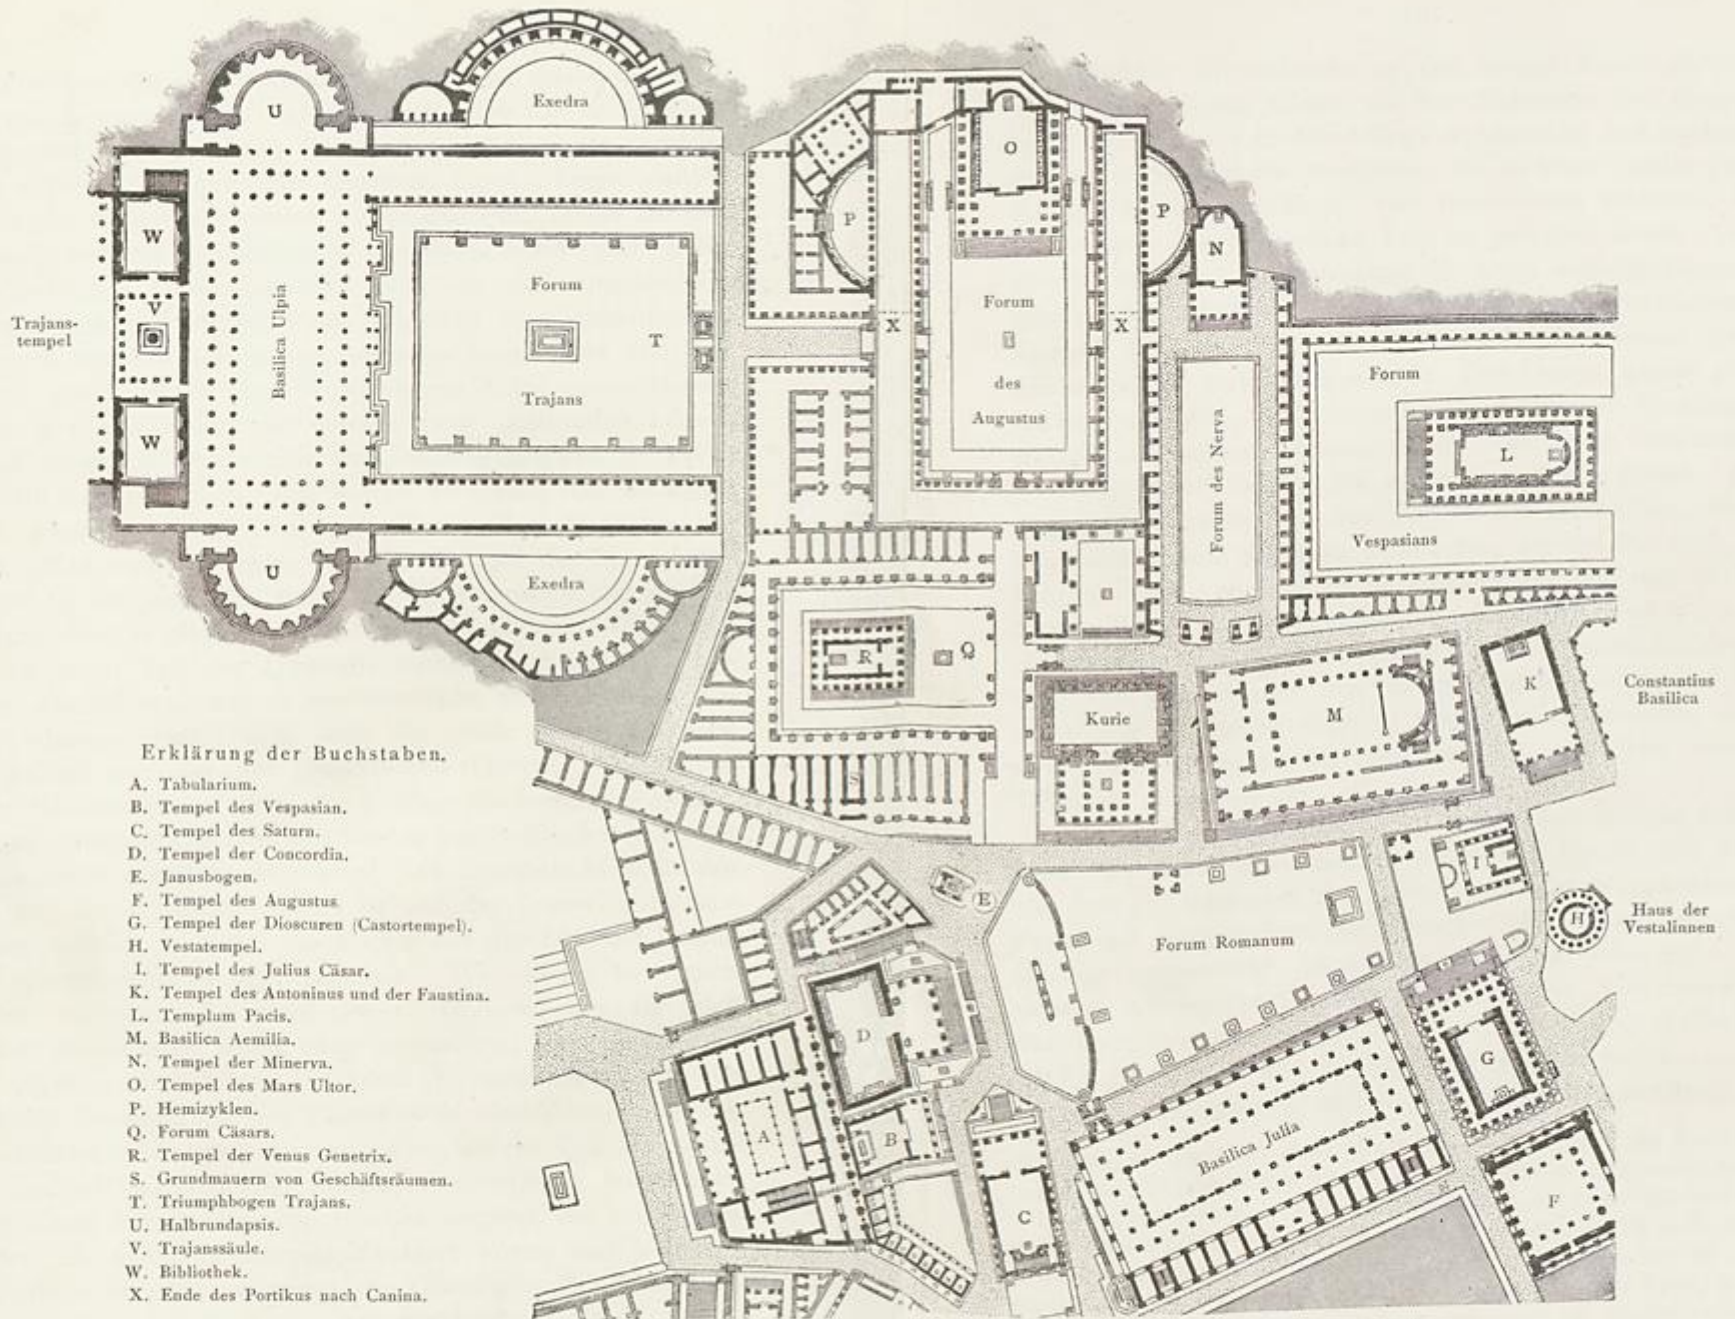 U
Exedra
O
W
P
P
N
Forum
Trajans-
tempel
V
Basilica Ulpia
T
Forum
X
X
des
Forum
Trajans
Augustus
Forum des Nerva
W
L
Vespasians
U
Exedra
R
Q
K
Constantius
Basilica
Kurie
M
S
I
E
Forum Romanum
H
Haus der
Vestalinnen
D
G
A
B
Basilica Julia
C
F
Erklärung der Buchstaben.
A. Tabularium.
B. Tempel des Vespasian.
C. Tempel des Saturn.
D. Tempel der Concordia.
E. Janusbogen.
F. Tempel des Augustus
G. Tempel der Dioscuren (Castortempel).
H. Vestatempel.
I. Tempel des Julius Cäsar.
K. Tempel des Antoninus und der Faustina.
L. Templum Pacis.
M. Basilica Aemilia.
N. Tempel der Minerva.
O. Tempel des Mars Ultor.
P. Hemizyklen.
Q. Forum Cäsars.
R. Tempel der Venus Genetrix.
S. Grundmauern von Geschäftsräumen.
T. Triumphbogen Trajans.
U. Halbrundapsis.
V. Trajanssäule.
W. Bibliothek.
X. Ende des Portikus nach Canina.